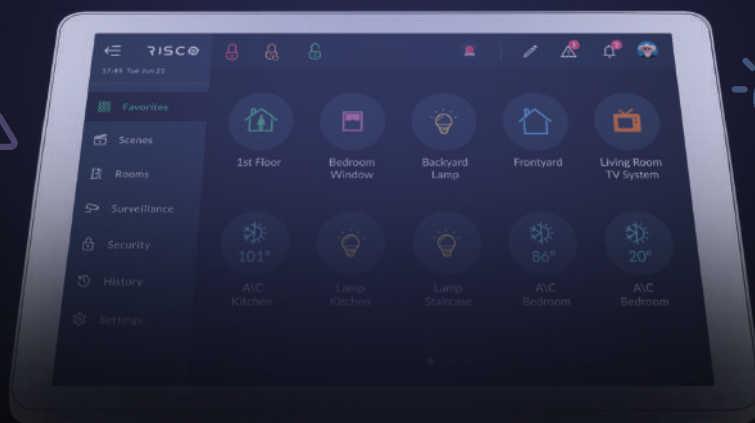 RISCO
17:43 Tue Jun 22
Favorites
Scenes
Rooms
Surveillance
Security
History
Settings
1st Floor
Bedroom
Window
Backyard
Lamp
Frontyard
Living Room
TV System
101°
A\C
Kitchen
Lamp
Kitchen
Lamp
Staircase
86°
A\C
Bedroom
20°
A\C
Bedroom